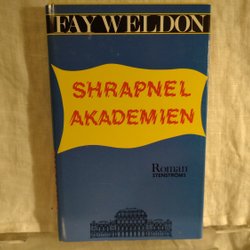 FAY WELDON
SHRAPNEL
AKADEMIEN
Roman
STENSTRÖMS